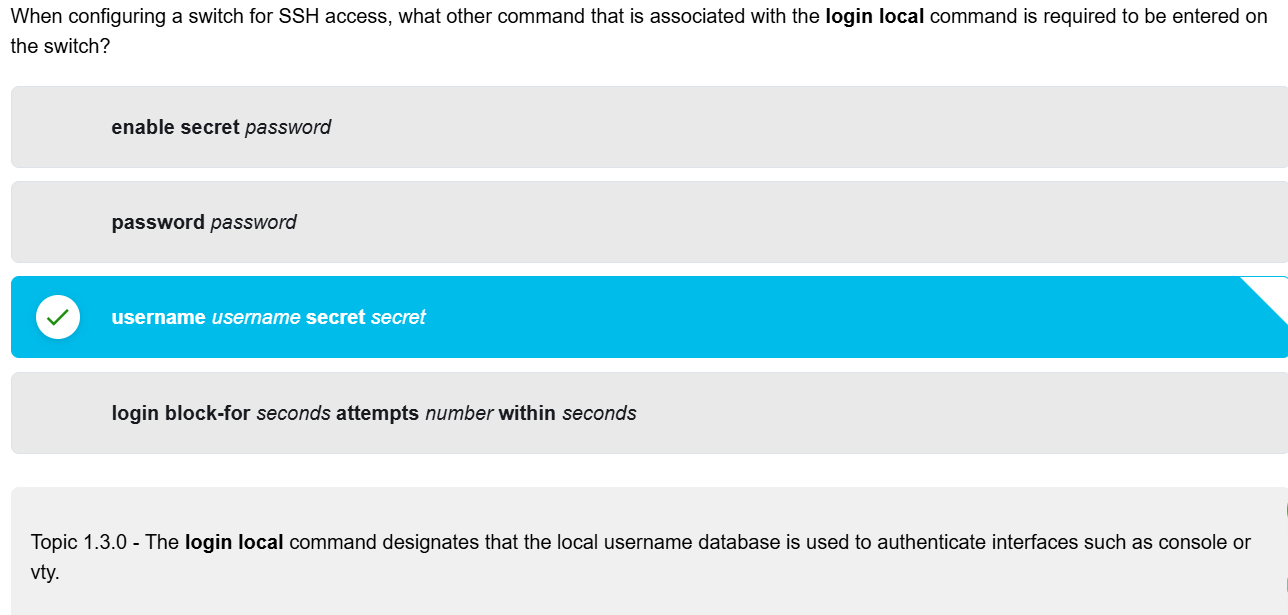 When configuring a switch for SSH access, what other command that is associated with the login local command is required to be entered on
the switch?
enable secret password
password password
username username secret secret
login block-for seconds attempts number within seconds
Topic 1.3.0 - The login local command designates that the local username database is used to authenticate interfaces such as console or
vty.